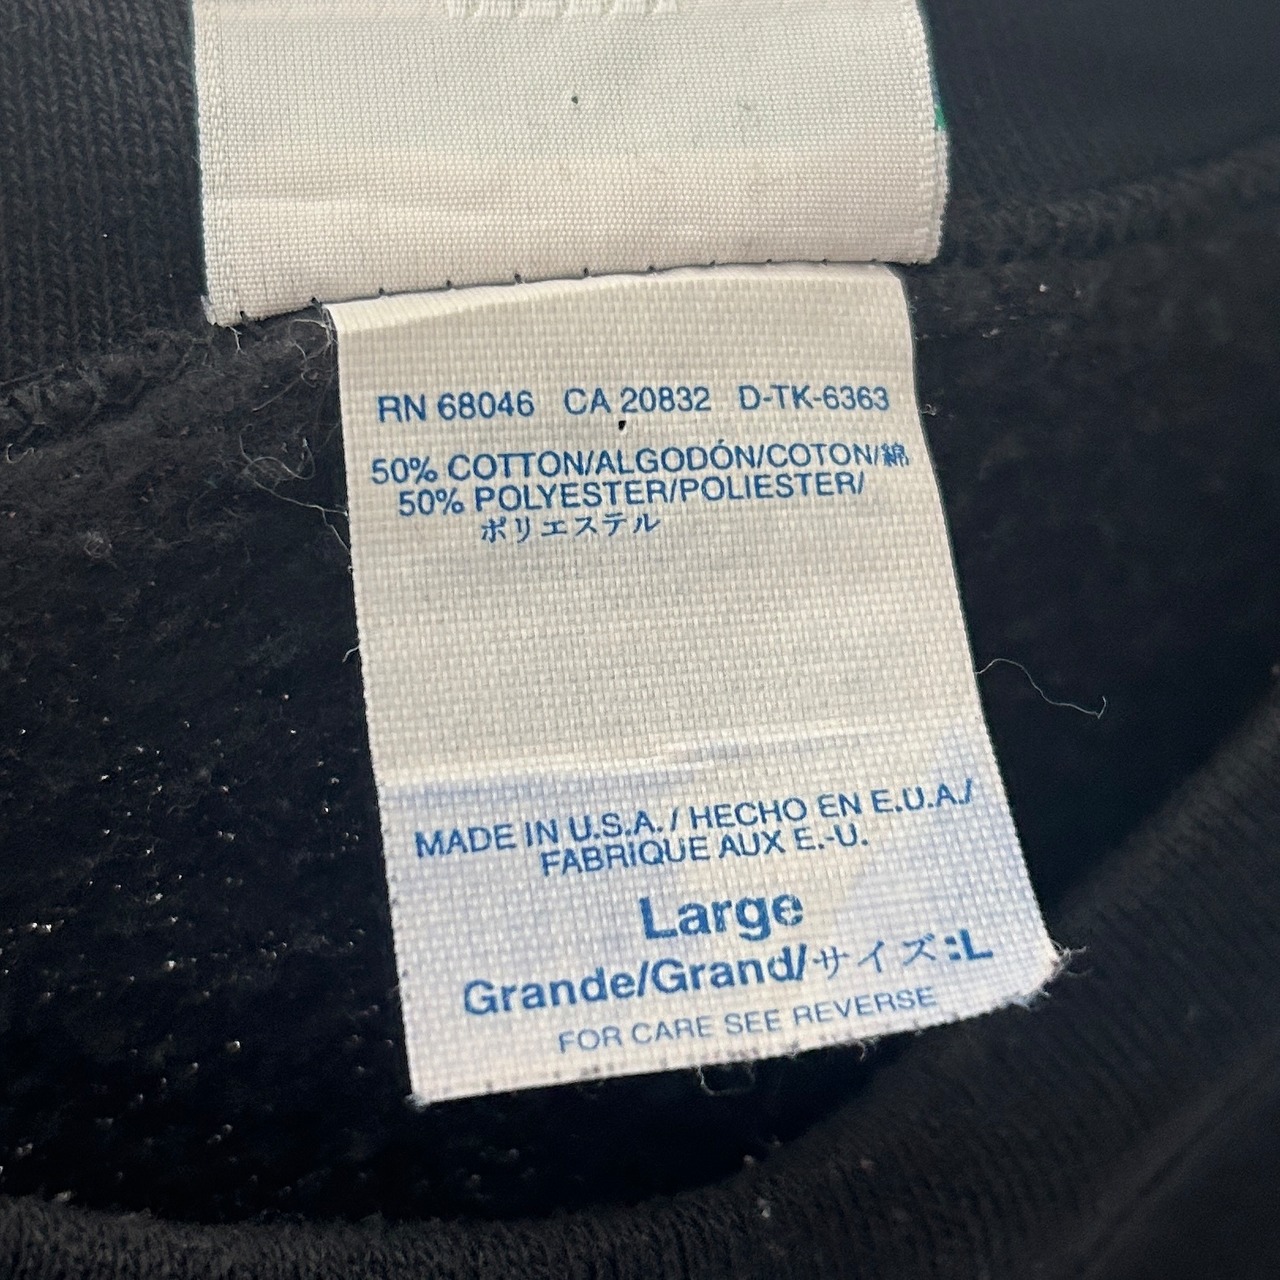 RN 68046 CA 20832 D-TK-6363
50% COTTON/ALGODÓN/COTON/綿
50% POLYESTER/POLIESTER/
ポリエステル
MADE IN U.S.A./HECHO EN E.U.A./
FABRIQUE AUX E.-U.
Large
Grande/Grand/サイズ:L
FOR CARE SEE REVERSE